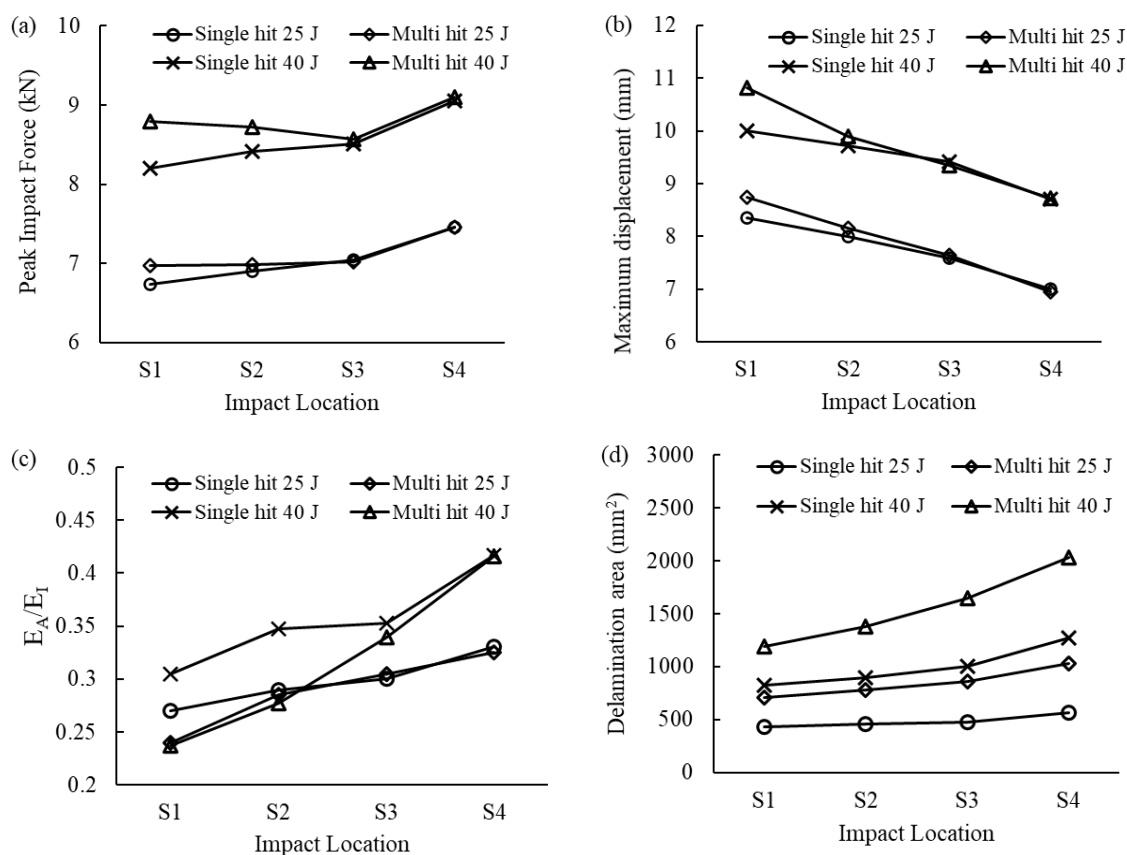 (a)
Single hit 25 J
Multi hit 25 J
Single hit 40 J
Multi hit 40 J
Peak Impact Force (kN)
10
9
8
7
6
S1 S2 S3 S4
Impact Location
(b)
Single hit 25 J
Multi hit 25 J
Single hit 40 J
Multi hit 40 J
Maximum displacement (mm)
12
11
10
9
8
7
6
S1 S2 S3 S4
Impact Location
(c)
Single hit 25 J
Multi hit 25 J
Single hit 40 J
Multi hit 40 J
E_A/E_I
0.5
0.45
0.4
0.35
0.3
0.25
0.2
S1 S2 S3 S4
Impact Location
(d)
Single hit 25 J
Multi hit 25 J
Single hit 40 J
Multi hit 40 J
Delamination area (mm²)
3000
2500
2000
1500
1000
500
0
S1 S2 S3 S4
Impact Location